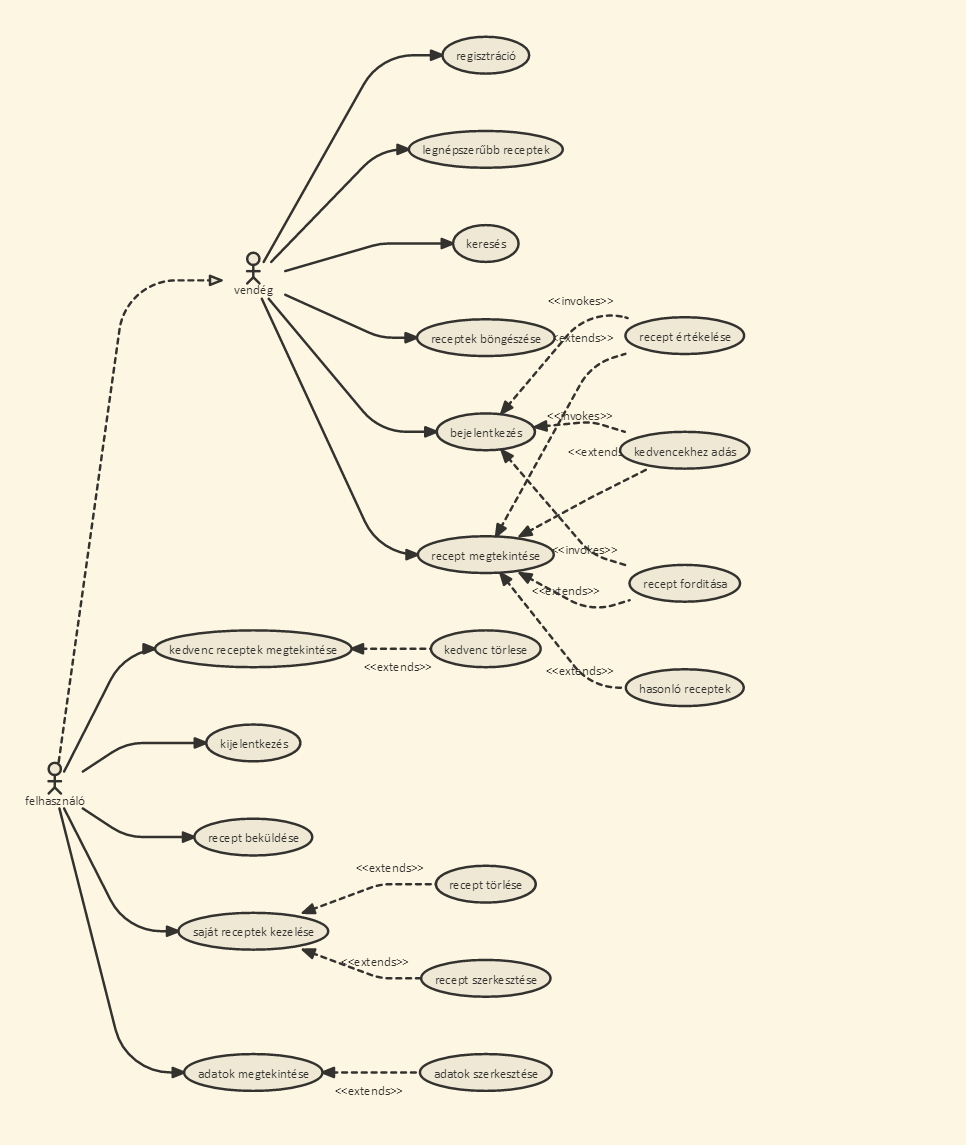 regisztráció
legnépszerűbb receptek
keresés
vendég
<<invokes>>
receptek böngészése
<<extends>>
recept értékelése
<<invokes>>
bejelentkezés
<<extends
kedvencekhez adás
<<invokes>>
recept megtekintése
recept fordítása
<<extends>>
kedvenc receptek megtekintése
kedvenc törlese
<<extends>>
<<extends>>
hasonló receptek
kijelentkezés
felhasználó
recept beküldése
<<extends>>
recept törlése
saját receptek kezelése
<<extends>>
recept szerkesztése
adatok megtekintése
adatok szerkesztése
<<extends>>